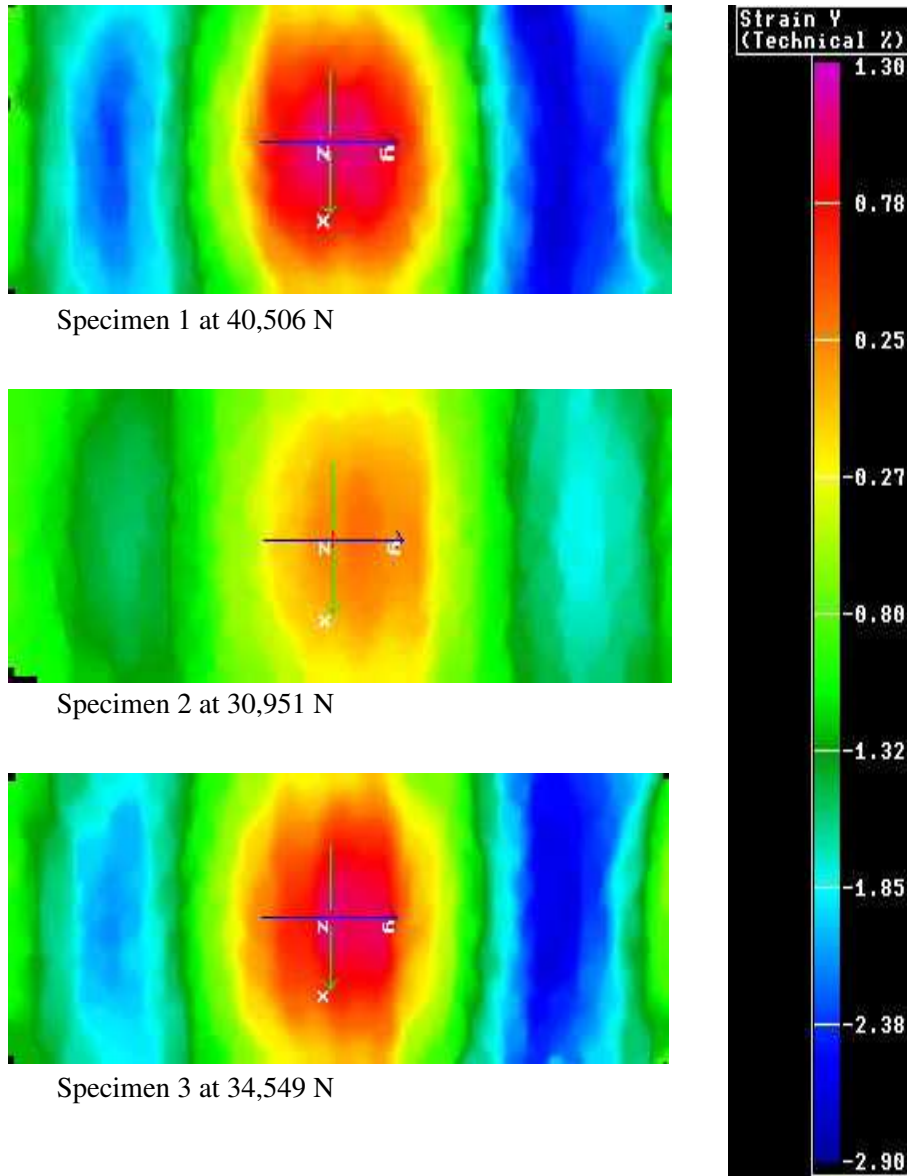 z y
x
Specimen 1 at 40,506 N
z y
x
Specimen 2 at 30,951 N
z y
x
Specimen 3 at 34,549 N
Strain Y
(Technical %)
1.30
0.78
0.25
-0.27
-0.80
-1.32
-1.85
-2.38
-2.90